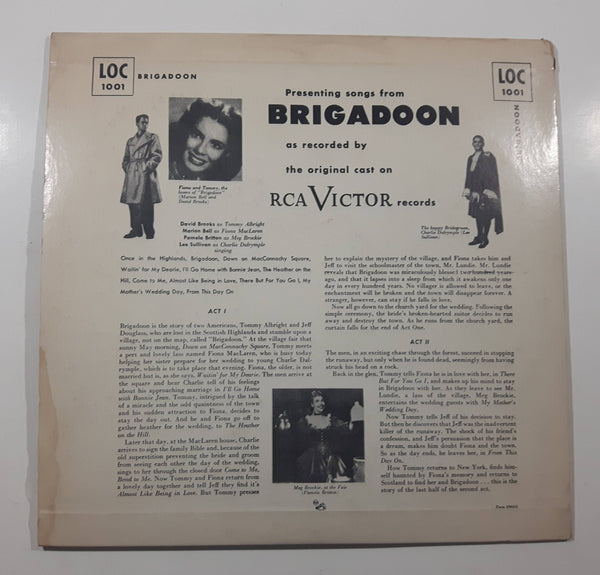 LOC
1001
BRIGADOON
LOC
1001
BRIGADOON
Presenting songs from
BRIGADOON
as recorded by
the original cast on
RCA VICTOR records
Fiona and Tommy, the
lovers of "Brigadoon"
(Marion Bell and
David Brooks)
The happy Bridegroom,
Charlie Dalrymple (Lee
Sullivan)
David Brooks as Tommy Albright
Marion Bell as Fiona MacLaren
Pamela Britton as Meg Brockie
Lee Sullivan as Charlie Dalrymple
singing
Once in the Highlands, Brigadoon, Down on MacConnachy Square,
Waitin' for My Dearie, I'll Go Home with Bonnie Jean, The Heather on the
Hill, Come to Me, Almost Like Being in Love, There But For You Go I, My
Mother's Wedding Day, From This Day On
ACT I
Brigadoon is the story of two Americans, Tommy Albright and Jeff
Douglass, who are lost in the Scottish Highlands and stumble upon a
village, not on the map, called "Brigadoon." At the village fair that
sunny May morning, Down on MacConnachy Square, Tommy meets
a pert and lovely lass named Fiona MacLaren, who is busy today
helping her sister prepare for her wedding to young Charlie Dal-
rymple, which is to take place that evening. Fiona, the older, is not
married but is, as she says, Waitin' for My Dearie. The men arrive at
the square and hear Charlie tell of his feelings
about his approaching marriage in I'll Go Home
with Bonnie Jean. Tommy, intrigued by the talk
of a miracle and the odd quaintness of the town
and his sudden attraction to Fiona, decides to
stay the day out. And he and Fiona go off to
gather heather for the wedding, to The Heather
on the Hill.
Later that day, at the MacLaren house, Charlie
arrives to sign the family Bible and, because of the
old superstition preventing the bride and groom
from seeing each other the day of the wedding,
sings to her through the closed door Come to Me,
Bend to Me. Now Tommy and Fiona return from
a lovely day together and tell Jeff they find it's
Almost Like Being in Love. But Tommy presses
her to explain the mystery of the village, and Fiona takes him and
Jeff to visit the schoolmaster of the town, Mr. Lundie. Mr. Lundie
reveals that Brigadoon was miraculously blessed two hundred years
ago, and that it lapses into a sleep from which it awakens only one
day in every hundred years. No villager is allowed to leave, or the
enchantment will be broken and the town will disappear forever. A
stranger, however, can stay if he falls in love.
Now all go down to the church yard for the wedding. Following the
simple ceremony, the bride's broken-hearted suitor decides to run
away and destroy the town. As he runs from the church yard, the
curtain falls for the end of Act One.
ACT II
The men, in an exciting chase through the forest, succeed in stopping
the runaway, but only when he is found dead, seemingly from having
struck his head on a rock.
Back in the glen, Tommy tells Fiona he is in love with her, in There
But For You Go I, and makes up his mind to stay
in Brigadoon with her. As they leave to see Mr.
Lundie, a lass of the village, Meg Brockie,
entertains the wedding guests with My Mother's
Wedding Day.
Now Tommy tells Jeff of his decision to stay.
But then he discovers that Jeff was the inadvertent
killer of the runaway. The shock of his friend's
confession, and Jeff's persuasion that the place is
a dream, makes him doubt Fiona and the town.
So as the day ends, he leaves her, in From This
Day On.
How Tommy returns to New York, finds him-
self haunted by Fiona's memory and returns to
Scotland to find her and Brigadoon . . . this is
the story of the last half of the second act.
Meg Brockie, at the Fair
(Pamela Britton)